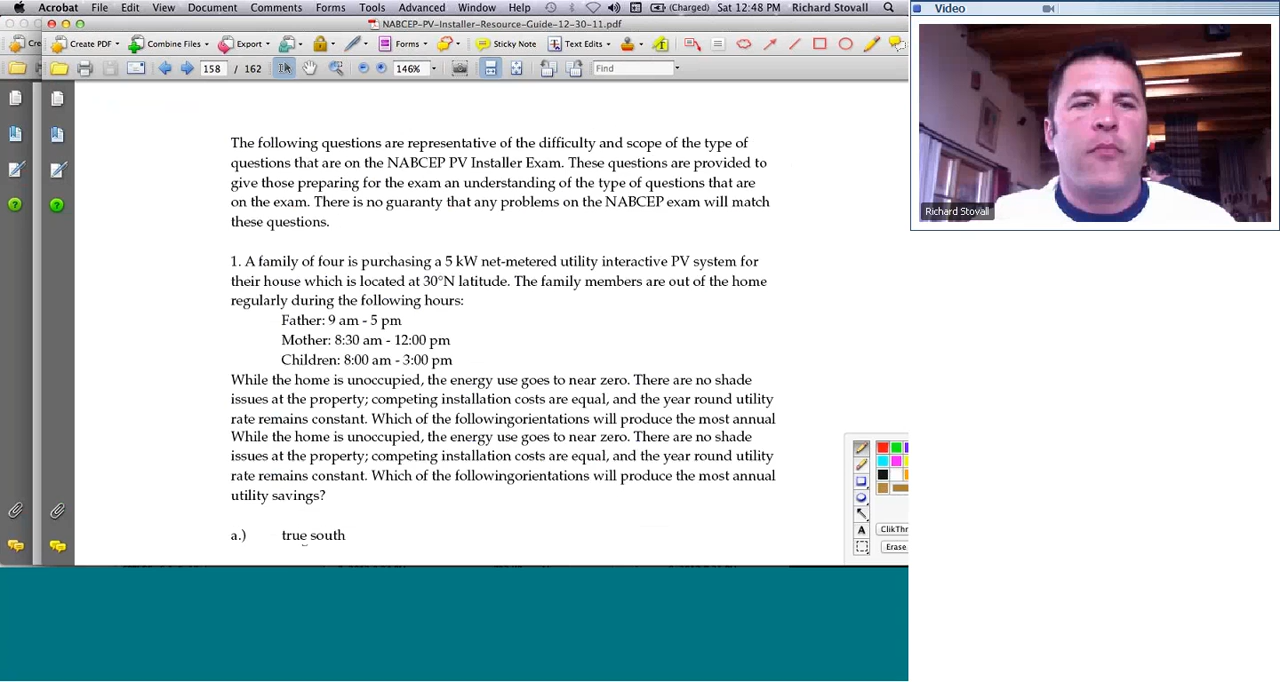 Acrobat File Edit View Document Comments Forms Tools Advanced Window Help (Charged) Sat 12:48 PM Richard Stovall
NABCEP-PV-Installer-Resource-Guide-12-30-11.pdf
Cre Create PDF Combine Files Export Forms Sticky Note Text Edits
158 / 162 146% Find
Video
Richard Stovall
The following questions are representative of the difficulty and scope of the type of
questions that are on the NABCEP PV Installer Exam. These questions are provided to
give those preparing for the exam an understanding of the type of questions that are
on the exam. There is no guaranty that any problems on the NABCEP exam will match
these questions.
1. A family of four is purchasing a 5 kW net-metered utility interactive PV system for
their house which is located at 30°N latitude. The family members are out of the home
regularly during the following hours:
Father: 9 am - 5 pm
Mother: 8:30 am - 12:00 pm
Children: 8:00 am - 3:00 pm
While the home is unoccupied, the energy use goes to near zero. There are no shade
issues at the property; competing installation costs are equal, and the year round utility
rate remains constant. Which of the followingorientations will produce the most annual
While the home is unoccupied, the energy use goes to near zero. There are no shade
issues at the property; competing installation costs are equal, and the year round utility
rate remains constant. Which of the followingorientations will produce the most annual
utility savings?
a.) true south
A
ClikThr
Erase